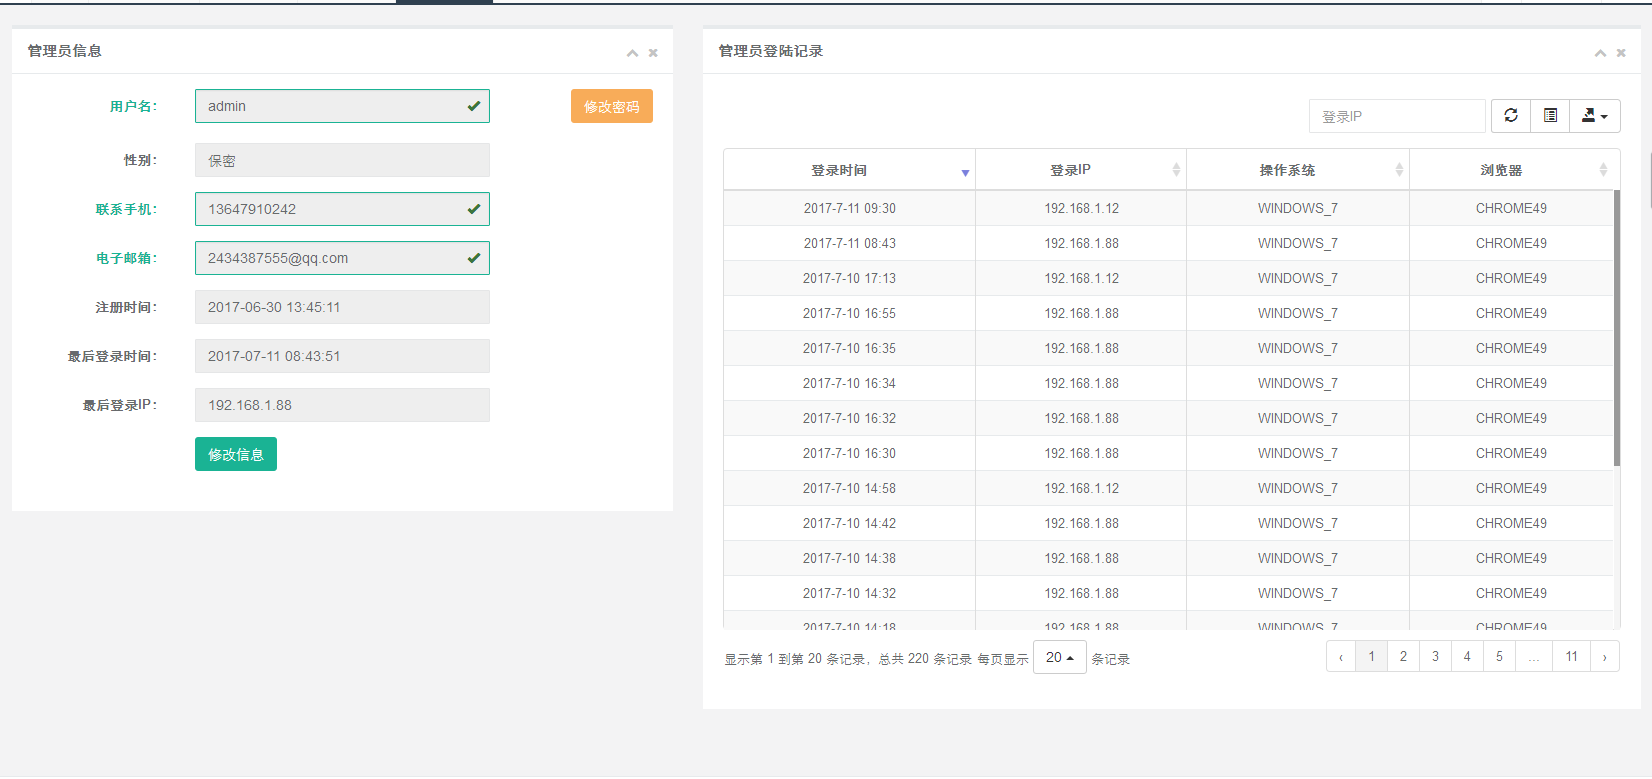 管理员信息
用户名：
admin
修改密码
性别：
保密
联系手机：
13647910242
电子邮箱：
2434387555@qq.com
注册时间：
2017-06-30 13:45:11
最后登录时间：
2017-07-11 08:43:51
最后登录IP：
192.168.1.88
修改信息
管理员登陆记录
登录IP
登录时间 登录IP 操作系统 浏览器
2017-7-11 09:30 192.168.1.12 WINDOWS_7 CHROME49
2017-7-11 08:43 192.168.1.88 WINDOWS_7 CHROME49
2017-7-10 17:13 192.168.1.12 WINDOWS_7 CHROME49
2017-7-10 16:55 192.168.1.88 WINDOWS_7 CHROME49
2017-7-10 16:35 192.168.1.88 WINDOWS_7 CHROME49
2017-7-10 16:34 192.168.1.88 WINDOWS_7 CHROME49
2017-7-10 16:32 192.168.1.88 WINDOWS_7 CHROME49
2017-7-10 16:30 192.168.1.88 WINDOWS_7 CHROME49
2017-7-10 14:58 192.168.1.12 WINDOWS_7 CHROME49
2017-7-10 14:42 192.168.1.88 WINDOWS_7 CHROME49
2017-7-10 14:38 192.168.1.88 WINDOWS_7 CHROME49
2017-7-10 14:32 192.168.1.88 WINDOWS_7 CHROME49
2017-7-10 14:18 192.168.1.88 WINDOWS_7 CHROME49
显示第 1 到第 20 条记录，总共 220 条记录 每页显示 20 条记录
‹ 1 2 3 4 5 ... 11 ›